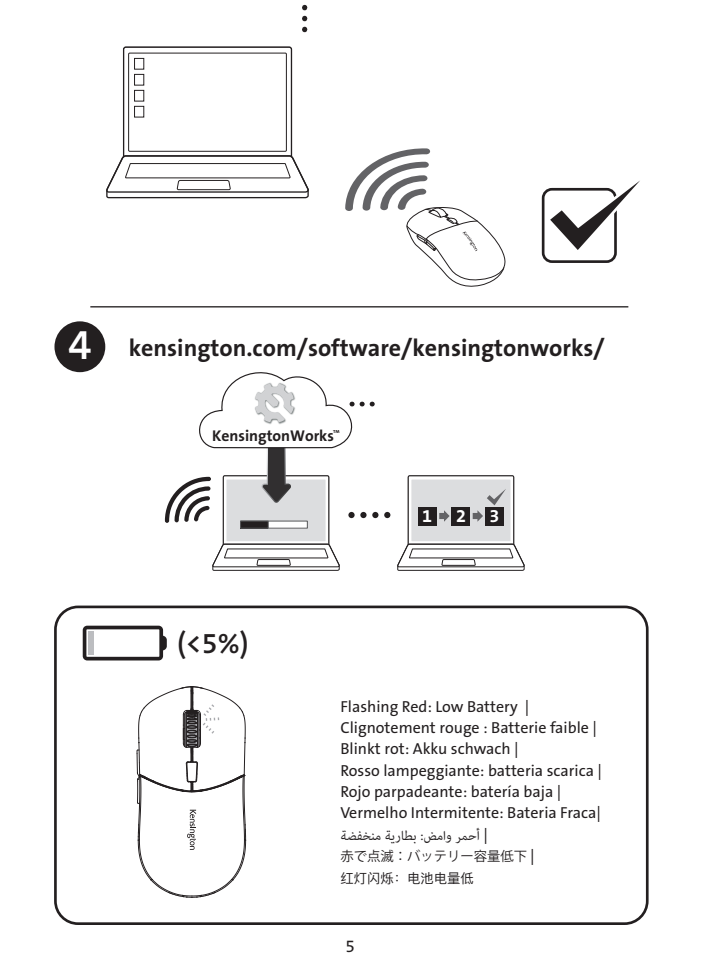 Kensington
4
kensington.com/software/kensingtonworks/
KensingtonWorks™
1 2 3
(<5%)
Flashing Red: Low Battery |
Clignotement rouge : Batterie faible |
Blinkt rot: Akku schwach |
Rosso lampeggiante: batteria scarica |
Rojo parpadeante: batería baja |
Vermelho Intermitente: Bateria Fraca|
أحمر وامض: بطارية منخفضة |
赤で点滅：バッテリー容量低下 |
红灯闪烁：电池电量低
Kensington
5